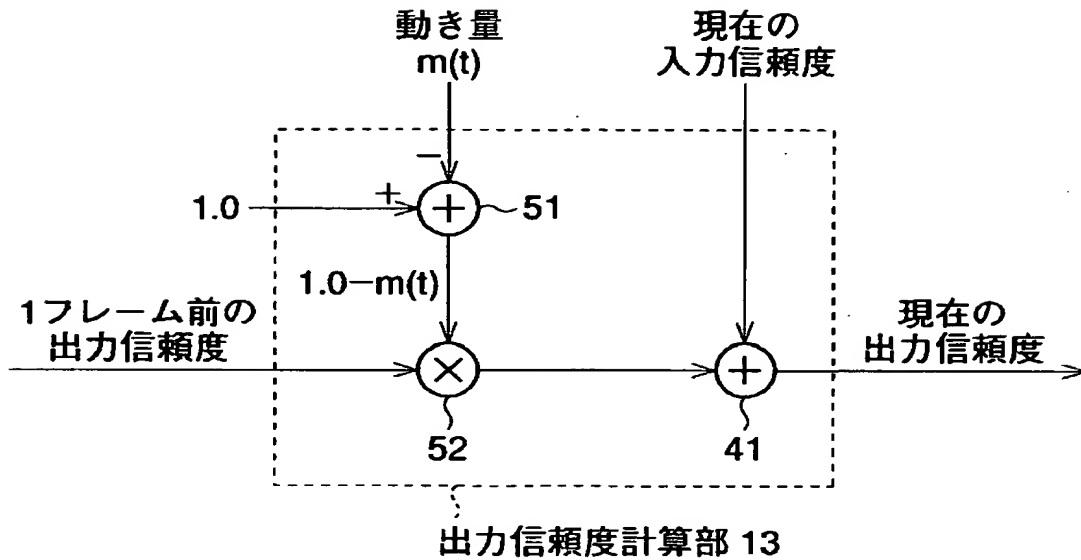 動き量
m(t)
現在の
入力信頼度
−
+
1.0
+
51
1.0−m(t)
1フレーム前の
出力信頼度
×
52
+
41
現在の
出力信頼度
出力信頼度計算部 13